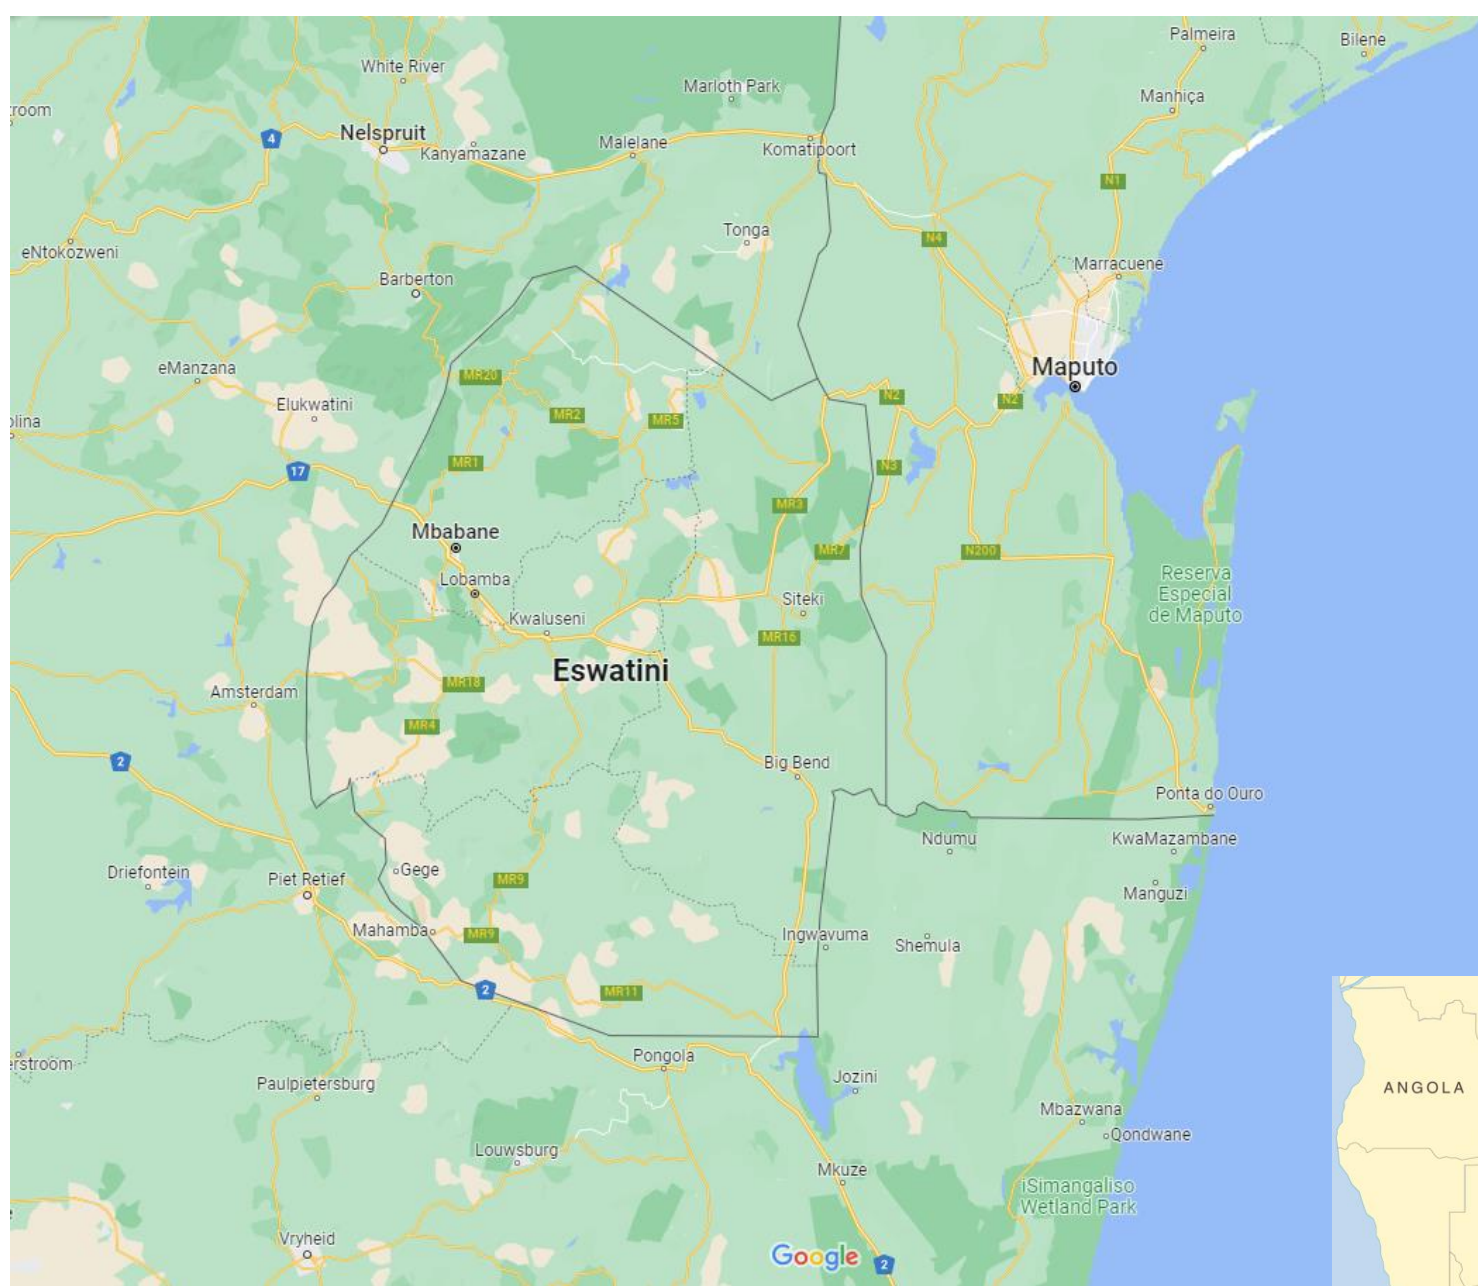 Palmeira
Bilene
White River
Marloth Park
Manhiça
room
4
Nelspruit
Kanyamazane
Malelane
Komatipoort
N1
Tonga
N4
eNtokozweni
Marracuene
Barberton
eManzana
MR20
Maputo
Elukwatini
MR2
MR5
N2
N2
olina
17
MR1
N3
MR3
Mbabane
MR7
N200
Lobamba
Reserva
Especial
de Maputo
Siteki
Kwaluseni
MR16
Eswatini
MR18
Amsterdam
MR4
2
Big Bend
Ponta do Ouro
Ndumu
KwaMazambane
Driefontein
Gege
Piet Retief
MR9
Manguzi
Mahamba
MR9
Ingwavuma
Shemula
2
MR11
erstroom
Pongola
Paulpietersburg
Jozini
ANGOLA
Mbazwana
Qondwane
Louwsburg
Mkuze
iSimangaliso
Wetland Park
Vryheid
Google
2